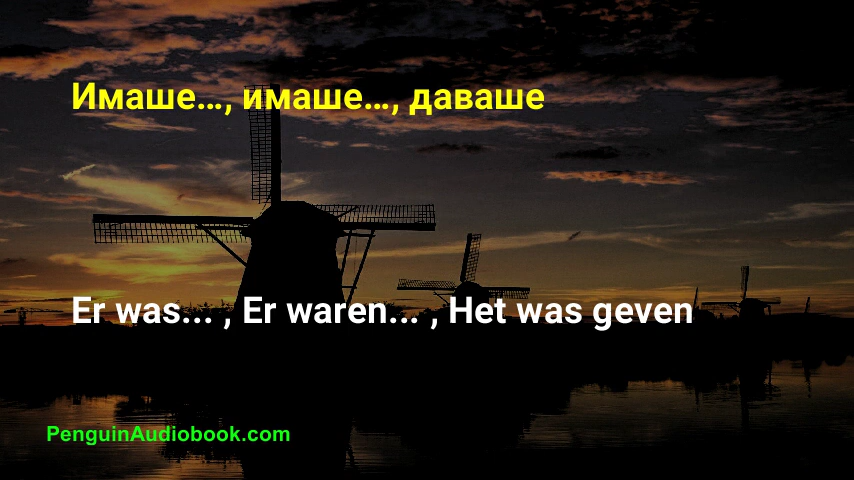 Имаше..., имаше..., даваше
Er was... , Er waren... , Het was geven
PenguinAudiobook.com